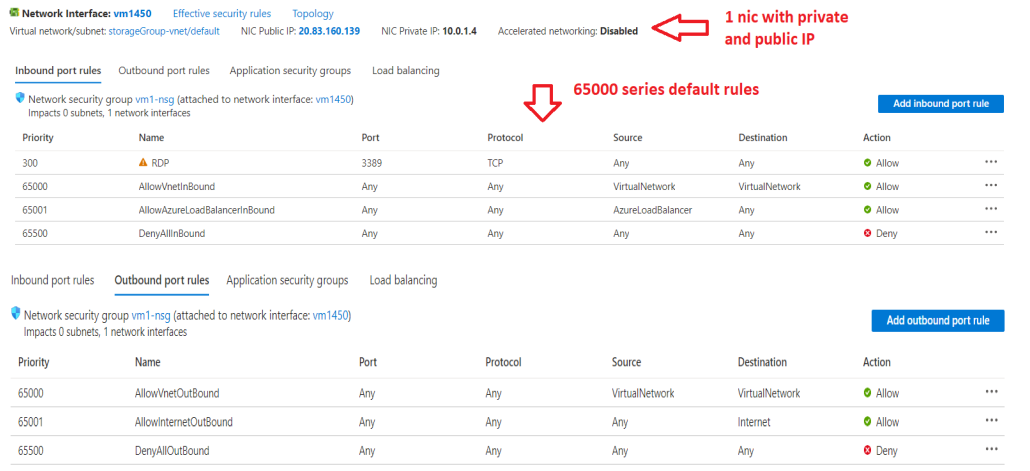 Network Interface: vm1450 Effective security rules Topology
Virtual network/subnet: storageGroup-vnet/default NIC Public IP: 20.83.160.139 NIC Private IP: 10.0.1.4 Accelerated networking: Disabled
1 nic with private
and public IP
Inbound port rules Outbound port rules Application security groups Load balancing
65000 series default rules
Network security group vm1-nsg (attached to network interface: vm1450)
Impacts 0 subnets, 1 network interfaces
Add inbound port rule
Priority Name Port Protocol Source Destination Action
300 RDP 3389 TCP Any Any Allow
65000 AllowVnetInBound Any Any VirtualNetwork VirtualNetwork Allow
65001 AllowAzureLoadBalancerInBound Any Any AzureLoadBalancer Any Allow
65500 DenyAllInBound Any Any Any Any Deny
Inbound port rules Outbound port rules Application security groups Load balancing
Network security group vm1-nsg (attached to network interface: vm1450)
Impacts 0 subnets, 1 network interfaces
Add outbound port rule
Priority Name Port Protocol Source Destination Action
65000 AllowVnetOutBound Any Any VirtualNetwork VirtualNetwork Allow
65001 AllowInternetOutBound Any Any Any Internet Allow
65500 DenyAllOutBound Any Any Any Any Deny